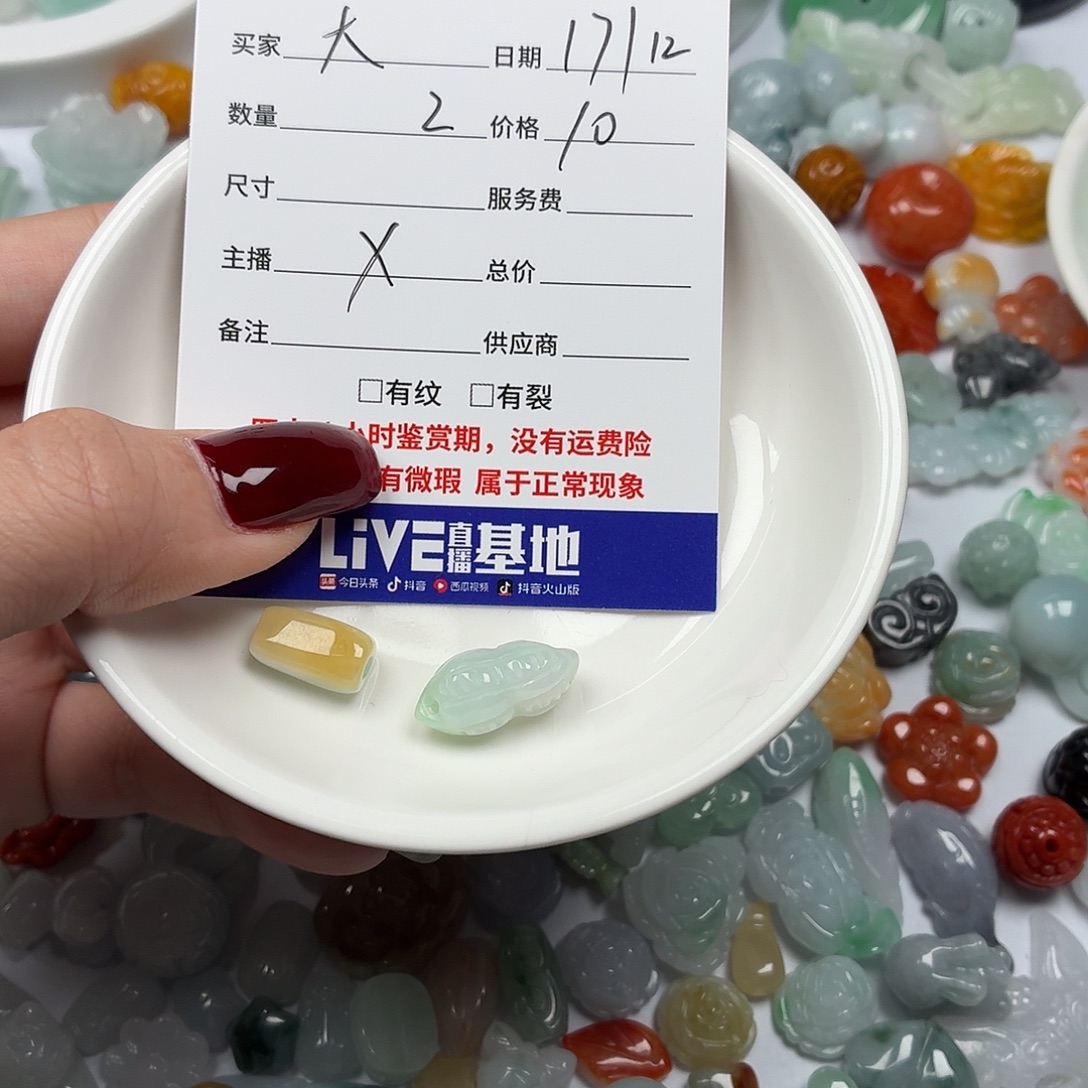 买家 大 日期 17/12
数量 2 价格 10
尺寸 服务费
主播 X 总价
备注 供应商
□有纹 □有裂
小时鉴赏期，没有运费险
有微瑕 属于正常现象
LiVE直播基地
头条 今日头条 抖音 西瓜视频 抖音火山版